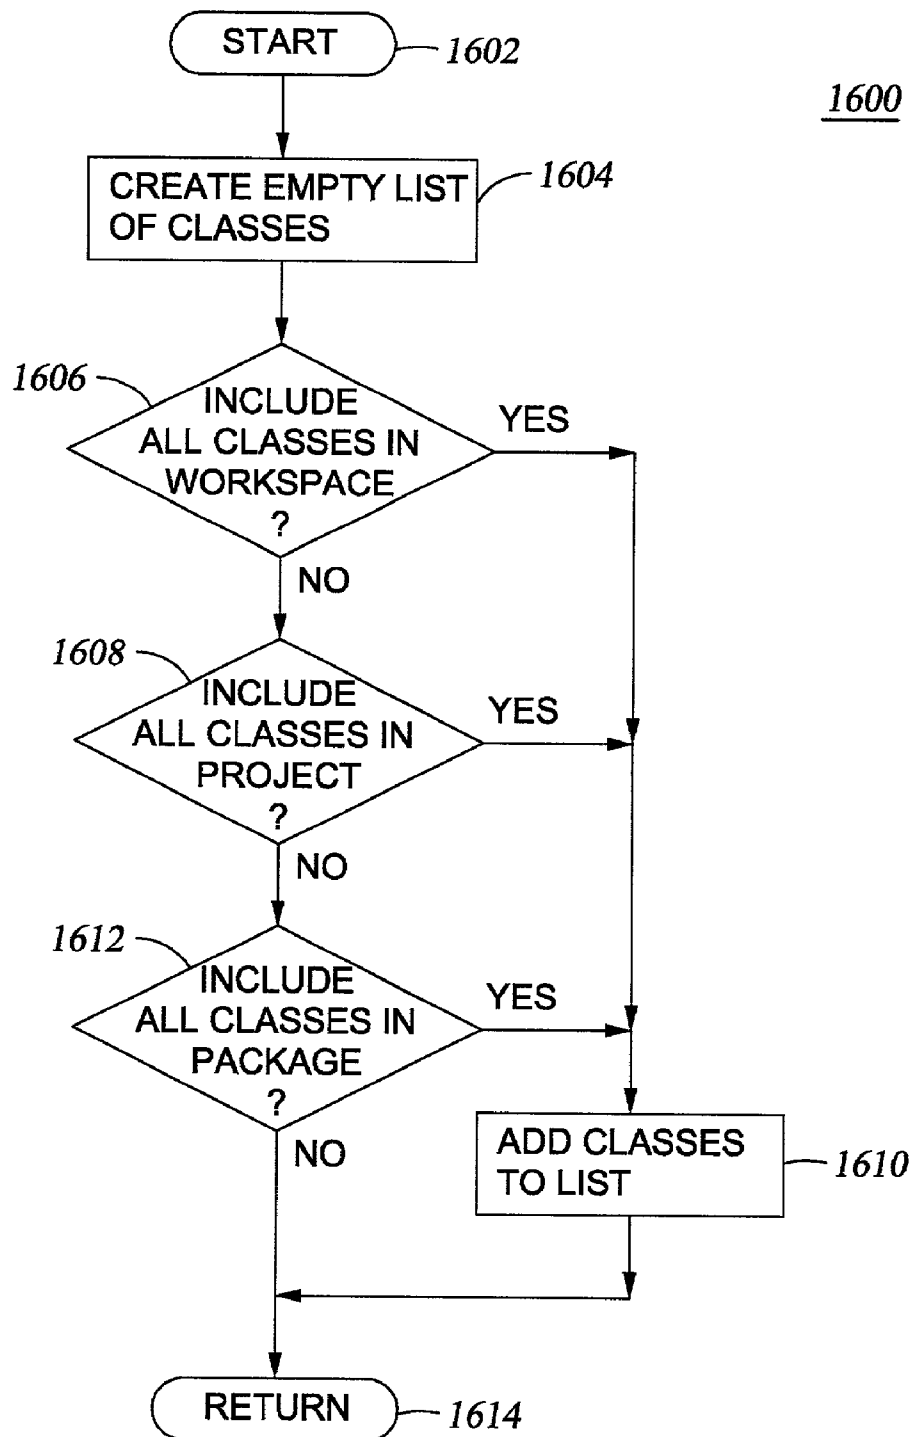 START
1602
1600
CREATE EMPTY LIST
OF CLASSES
1604
1606
INCLUDE
ALL CLASSES IN
WORKSPACE
?
YES
NO
1608
INCLUDE
ALL CLASSES IN
PROJECT
?
YES
NO
1612
INCLUDE
ALL CLASSES IN
PACKAGE
?
YES
NO
ADD CLASSES
TO LIST
1610
RETURN
1614